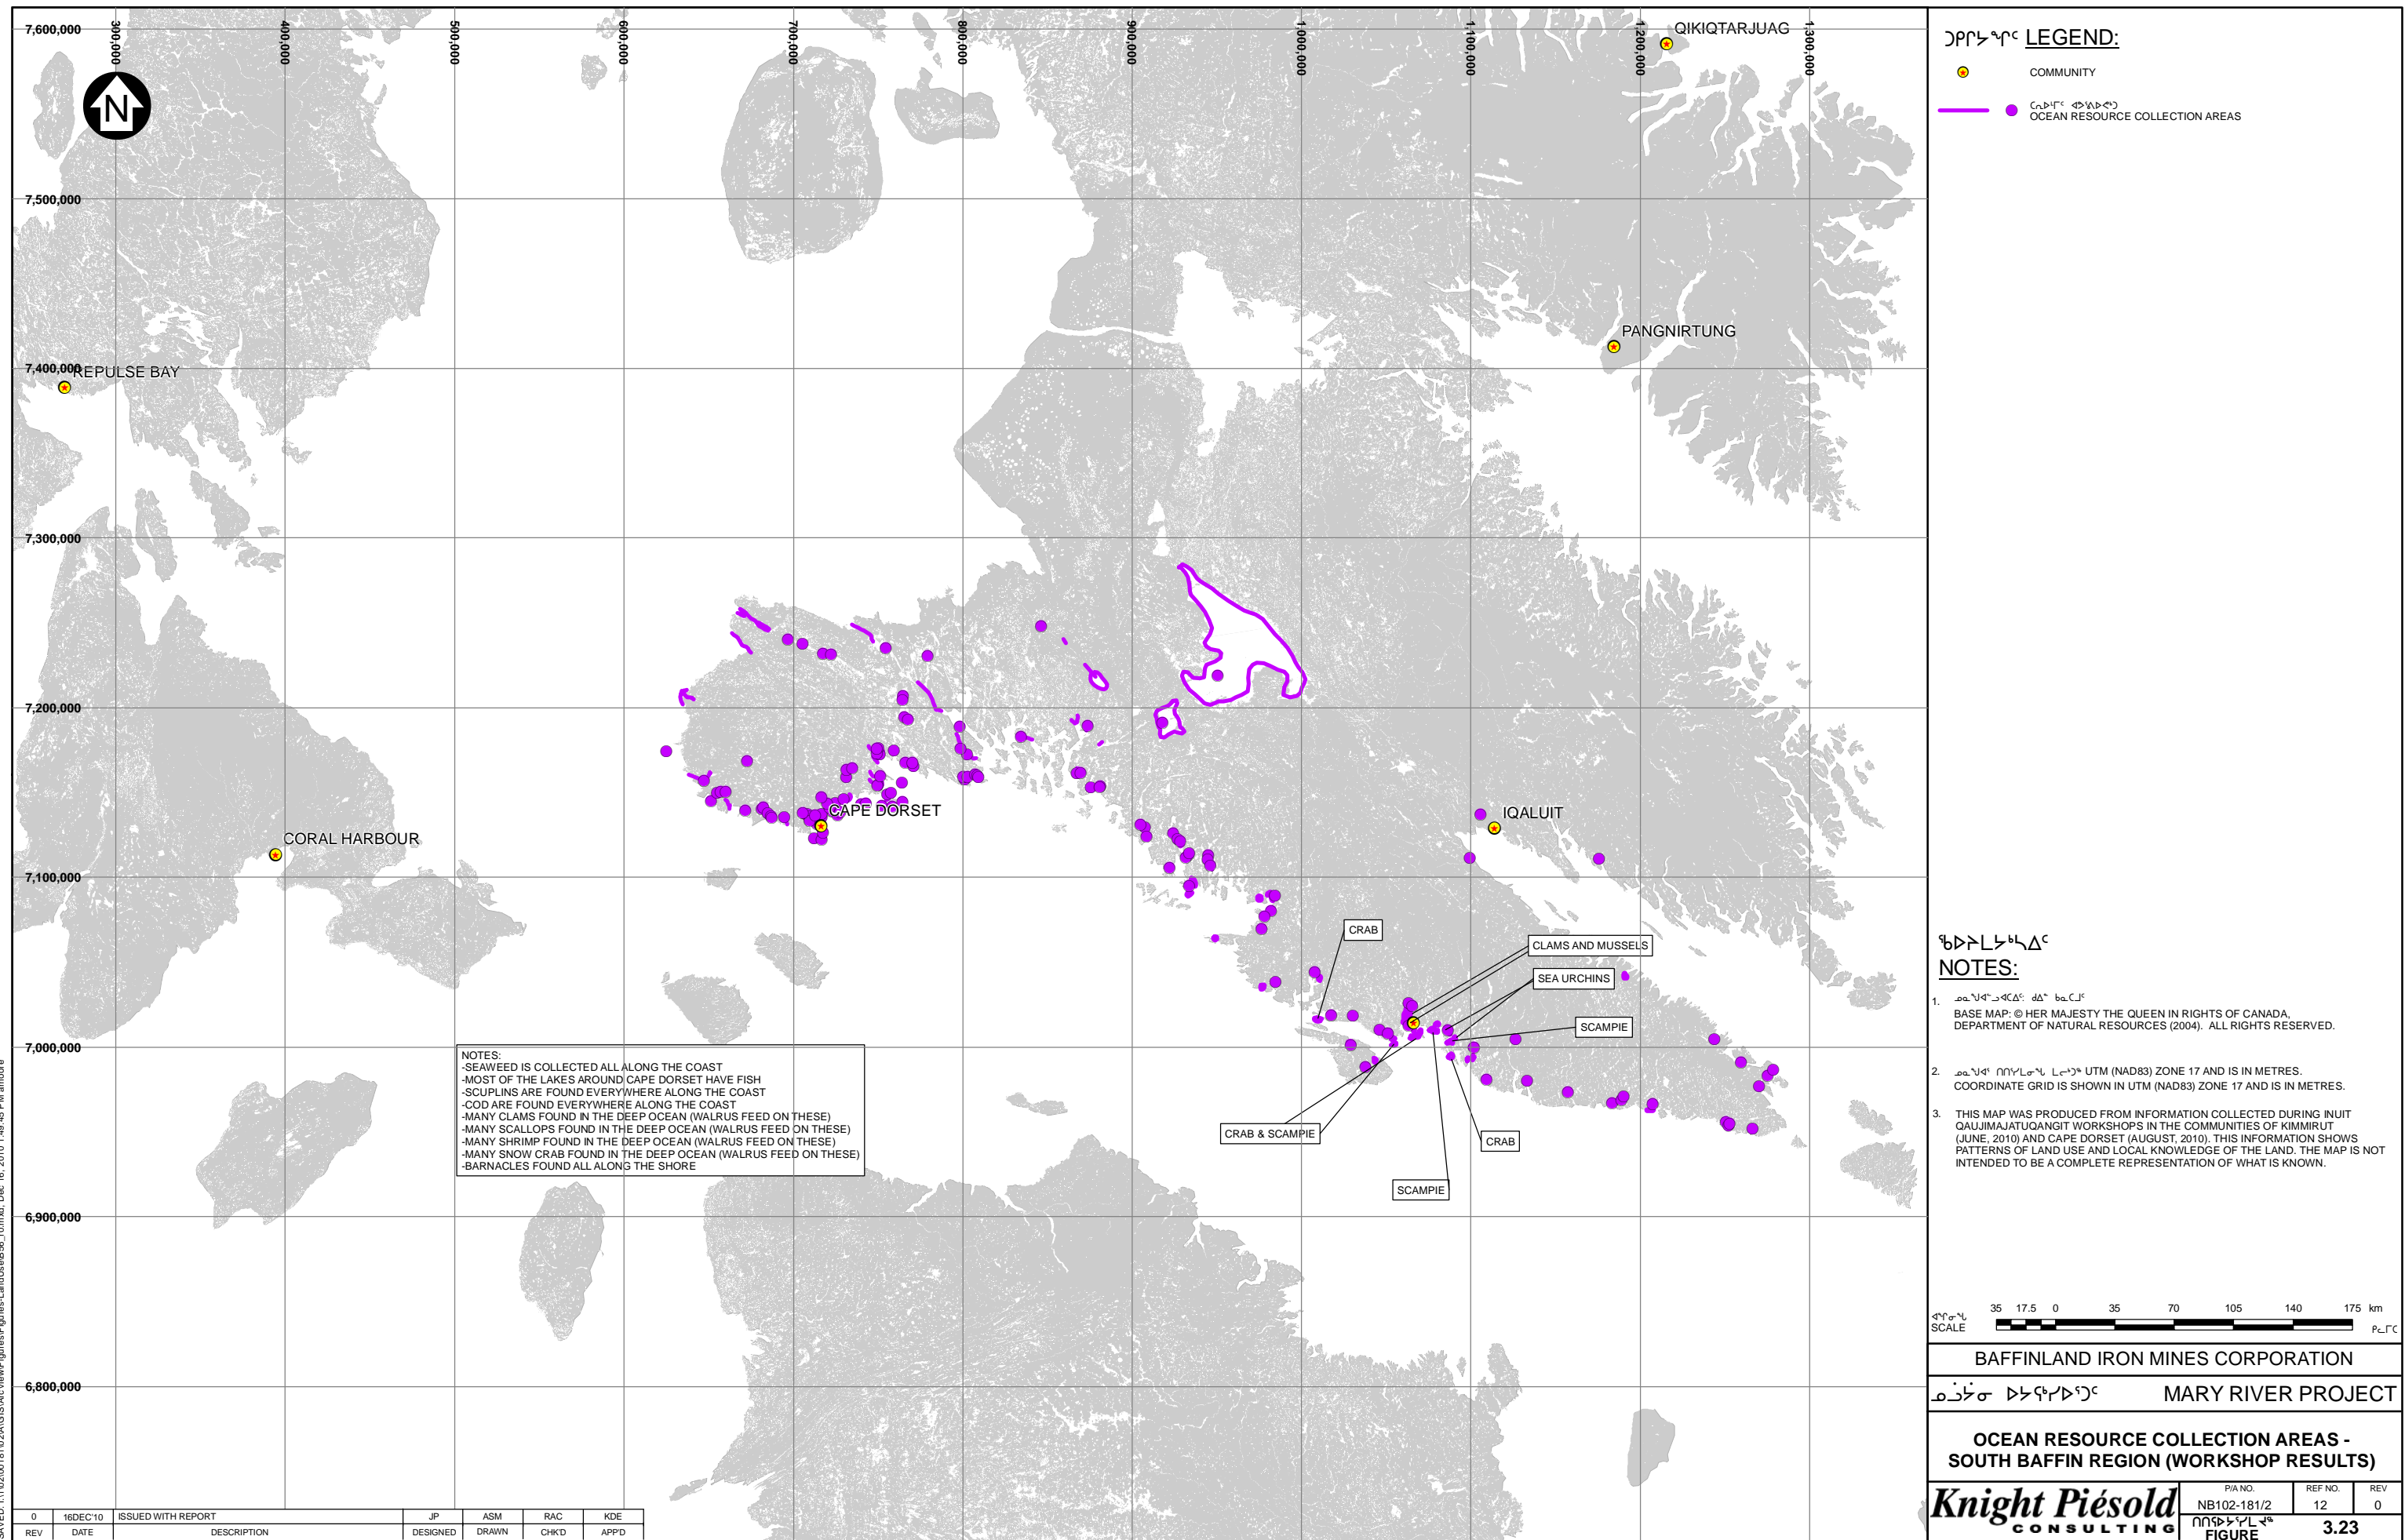 7,600,000
7,500,000
7,400,000
7,300,000
7,200,000
7,100,000
7,000,000
6,900,000
6,800,000
300,000
400,000
500,000
600,000
700,000
800,000
900,000
1,000,000
1,100,000
1,200,000
1,300,000
N
QIKIQTARJUAG
PANGNIRTUNG
REPULSE BAY
CAPE DORSET
IQALUIT
CORAL HARBOUR
CRAB
CLAMS AND MUSSELS
SEA URCHINS
SCAMPIE
CRAB & SCAMPIE
CRAB
SCAMPIE
NOTES:
-SEAWEED IS COLLECTED ALL ALONG THE COAST
-MOST OF THE LAKES AROUND CAPE DORSET HAVE FISH
-SCUPLINS ARE FOUND EVERYWHERE ALONG THE COAST
-COD ARE FOUND EVERYWHERE ALONG THE COAST
-MANY CLAMS FOUND IN THE DEEP OCEAN (WALRUS FEED ON THESE)
-MANY SCALLOPS FOUND IN THE DEEP OCEAN (WALRUS FEED ON THESE)
-MANY SHRIMP FOUND IN THE DEEP OCEAN (WALRUS FEED ON THESE)
-MANY SNOW CRAB FOUND IN THE DEEP OCEAN (WALRUS FEED ON THESE)
-BARNACLES FOUND ALL ALONG THE SHORE
0 16DEC'10 ISSUED WITH REPORT JP ASM RAC KDE
REV DATE DESCRIPTION DESIGNED DRAWN CHK'D APP'D
LEGEND:
COMMUNITY
OCEAN RESOURCE COLLECTION AREAS
NOTES:
1.
BASE MAP: © HER MAJESTY THE QUEEN IN RIGHTS OF CANADA,
DEPARTMENT OF NATURAL RESOURCES (2004). ALL RIGHTS RESERVED.
2. UTM (NAD83) ZONE 17 AND IS IN METRES.
COORDINATE GRID IS SHOWN IN UTM (NAD83) ZONE 17 AND IS IN METRES.
3. THIS MAP WAS PRODUCED FROM INFORMATION COLLECTED DURING INUIT
QAUJIMAJATUQANGIT WORKSHOPS IN THE COMMUNITIES OF KIMMIRUT
(JUNE, 2010) AND CAPE DORSET (AUGUST, 2010). THIS INFORMATION SHOWS
PATTERNS OF LAND USE AND LOCAL KNOWLEDGE OF THE LAND. THE MAP IS NOT
INTENDED TO BE A COMPLETE REPRESENTATION OF WHAT IS KNOWN.
35 17.5 0 35 70 105 140 175 km
SCALE
ᑭᓚᒥᑕ
BAFFINLAND IRON MINES CORPORATION
MARY RIVER PROJECT
OCEAN RESOURCE COLLECTION AREAS -
SOUTH BAFFIN REGION (WORKSHOP RESULTS)
Knight Piésold
CONSULTING
P/A NO.
NB102-181/2
REF NO.
12
REV
0
FIGURE
3.23